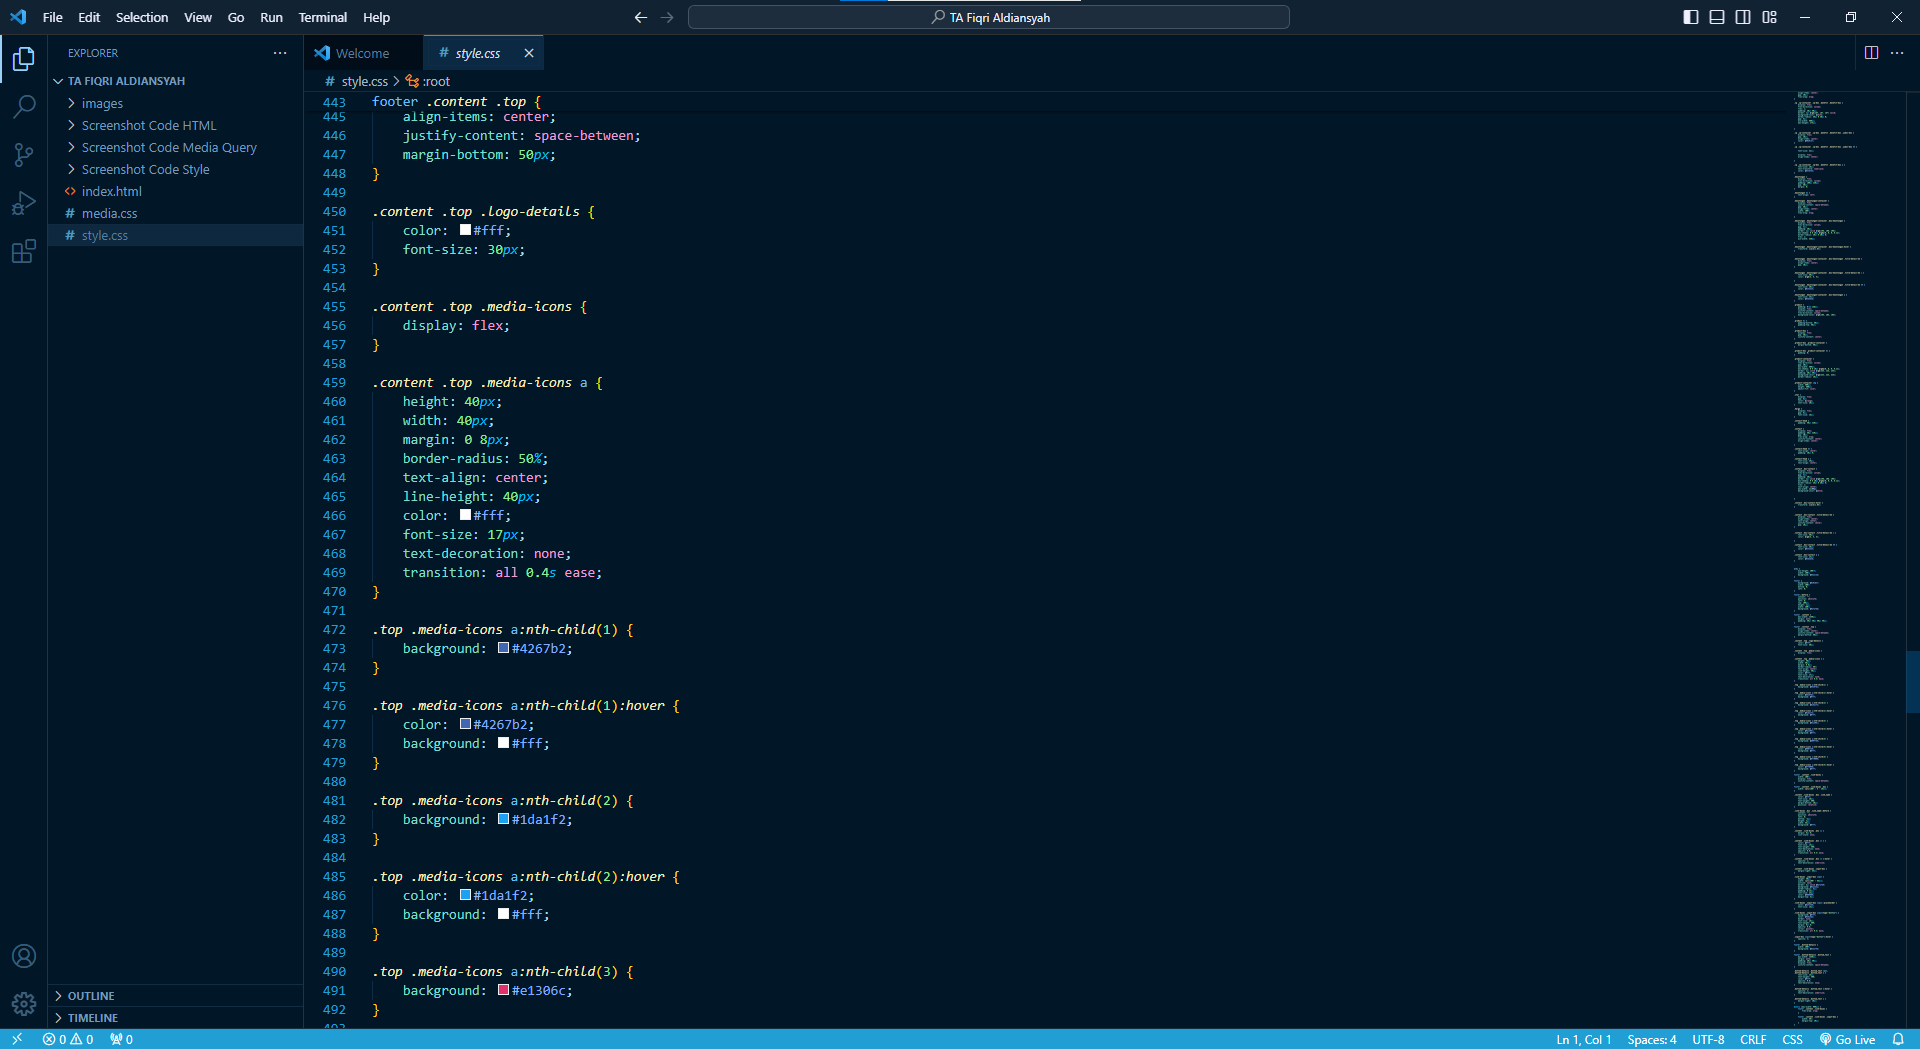 File Edit Selection View Go Run Terminal Help
TA Fiqri Aldiansyah
EXPLORER
TA FIQRI ALDIANSYAH
images
Screenshot Code HTML
Screenshot Code Media Query
Screenshot Code Style
<> index.html
# media.css
# style.css
OUTLINE
TIMELINE
Welcome
# style.css
# style.css > :root
443 footer .content .top {
445 align-items: center;
446 justify-content: space-between;
447 margin-bottom: 50px;
448 }
449
450 .content .top .logo-details {
451 color: #fff;
452 font-size: 30px;
453 }
454
455 .content .top .media-icons {
456 display: flex;
457 }
458
459 .content .top .media-icons a {
460 height: 40px;
461 width: 40px;
462 margin: 0 8px;
463 border-radius: 50%;
464 text-align: center;
465 line-height: 40px;
466 color: #fff;
467 font-size: 17px;
468 text-decoration: none;
469 transition: all 0.4s ease;
470 }
471
472 .top .media-icons a:nth-child(1) {
473 background: #4267b2;
474 }
475
476 .top .media-icons a:nth-child(1):hover {
477 color: #4267b2;
478 background: #fff;
479 }
480
481 .top .media-icons a:nth-child(2) {
482 background: #1da1f2;
483 }
484
485 .top .media-icons a:nth-child(2):hover {
486 color: #1da1f2;
487 background: #fff;
488 }
489
490 .top .media-icons a:nth-child(3) {
491 background: #e1306c;
492 }
0 0 0
Ln 1, Col 1 Spaces: 4 UTF-8 CRLF CSS Go Live